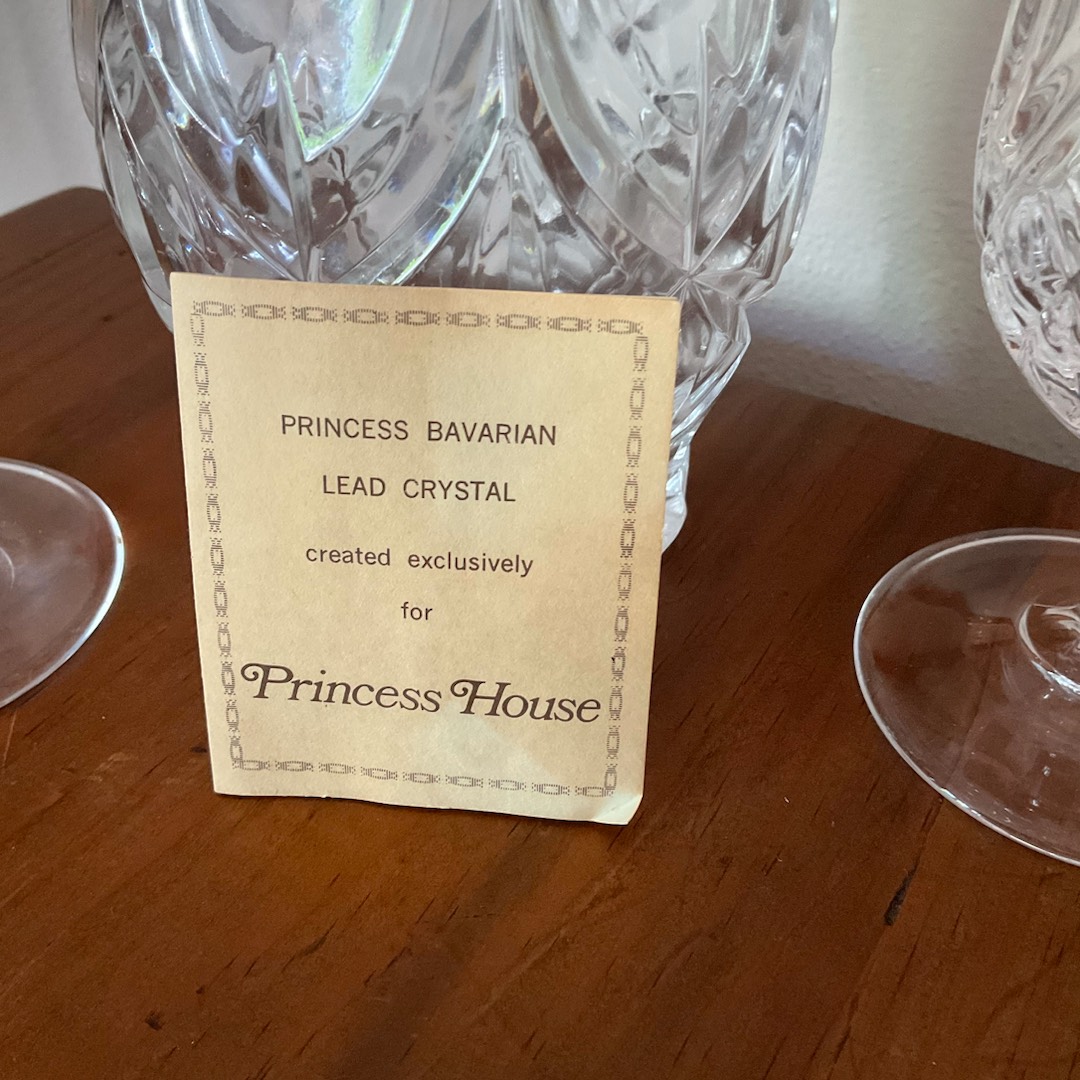 PRINCESS BAVARIAN
LEAD CRYSTAL
created exclusively
for
Princess House